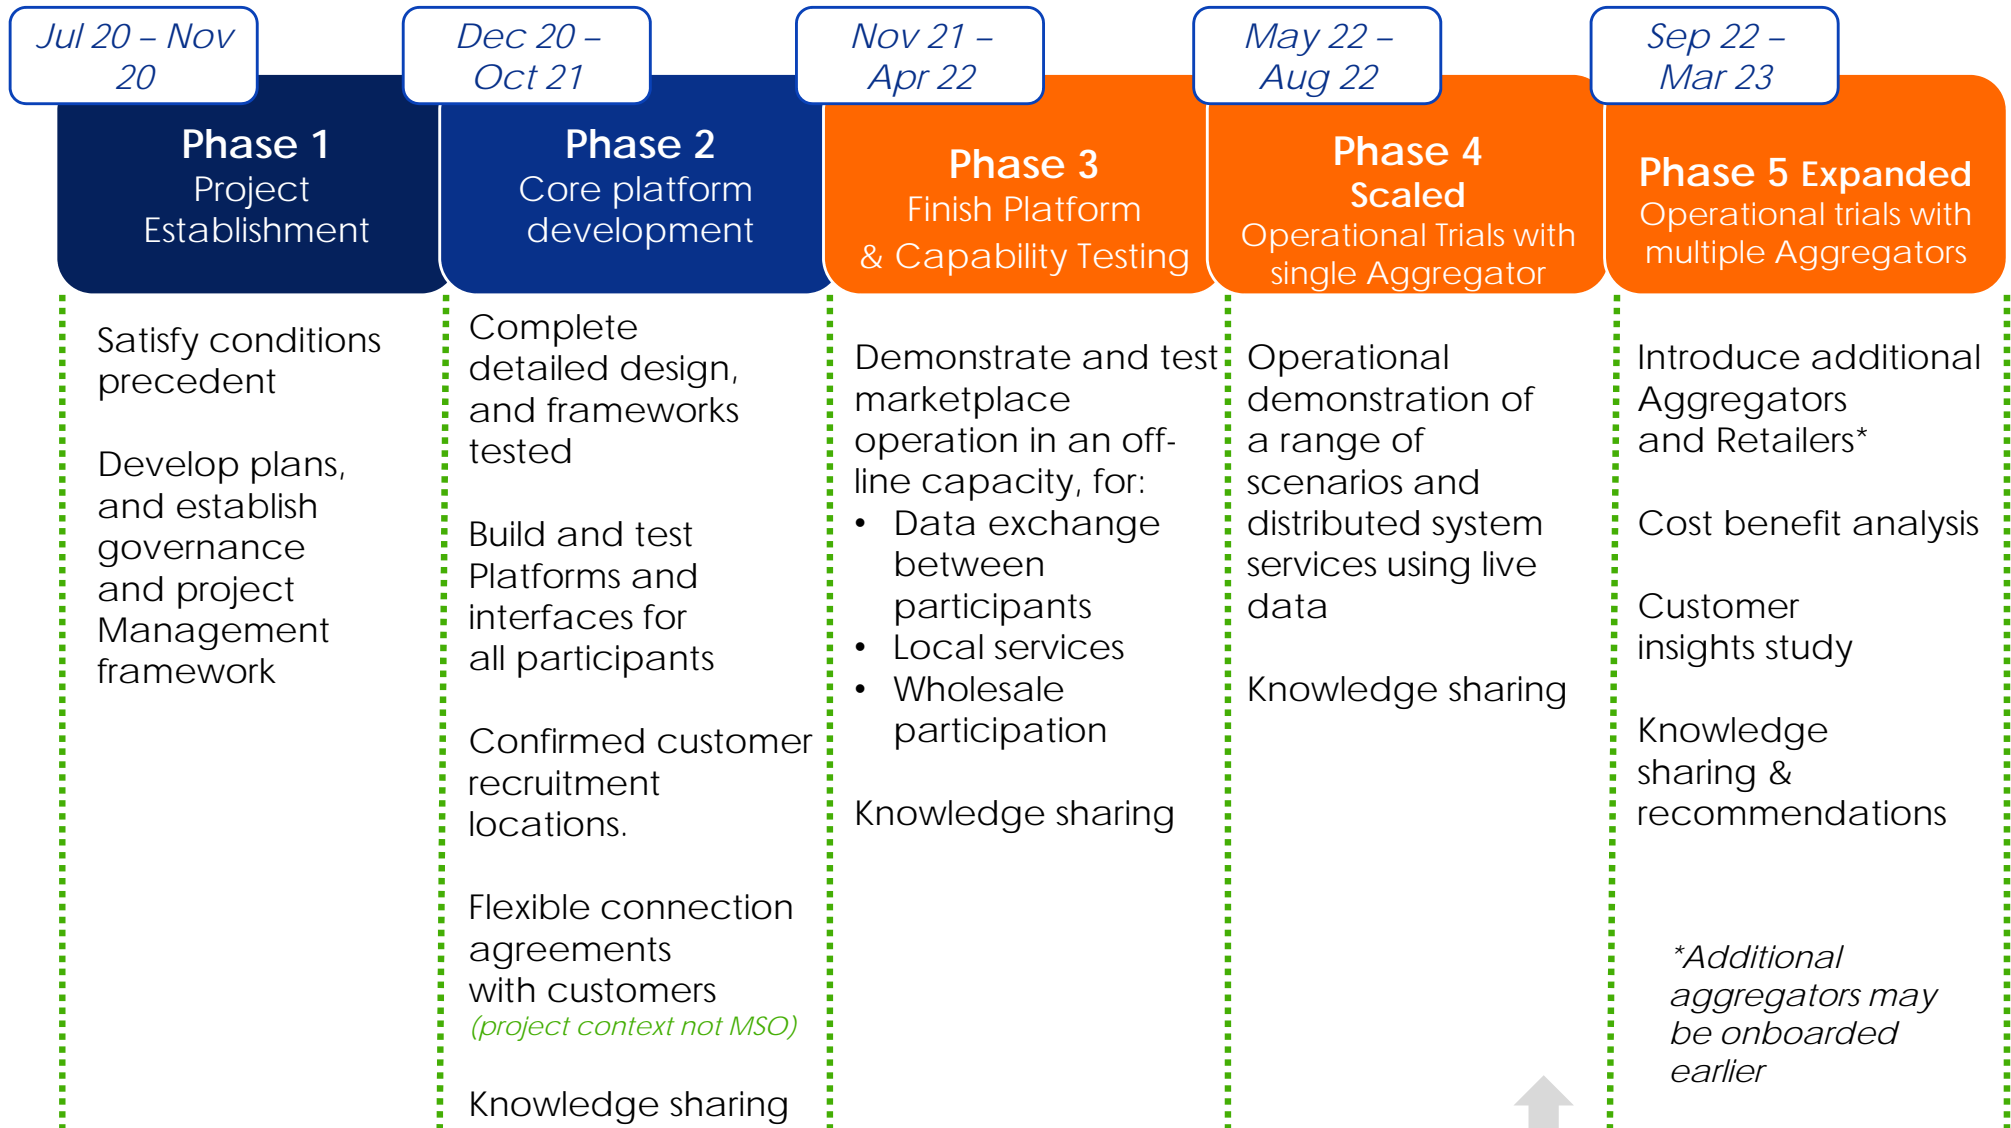 Jul 20 – Nov
20
Phase 1
Project
Establishment
Satisfy conditions
precedent
Develop plans,
and establish
governance
and project
Management
framework
Dec 20 –
Oct 21
Phase 2
Core platform
development
Complete
detailed design,
and frameworks
tested
Build and test
Platforms and
interfaces for
all participants
Confirmed customer
recruitment
locations.
Flexible connection
agreements
with customers
(project context not MSO)
Knowledge sharing
Nov 21 –
Apr 22
Phase 3
Finish Platform
& Capability Testing
Demonstrate and test
marketplace
operation in an off-
line capacity, for:
• Data exchange
between
participants
• Local services
• Wholesale
participation
Knowledge sharing
May 22 –
Aug 22
Phase 4
Scaled
Operational Trials with
single Aggregator
Operational
demonstration of
a range of
scenarios and
distributed system
services using live
data
Knowledge sharing
Sep 22 –
Mar 23
Phase 5 Expanded
Operational trials with
multiple Aggregators
Introduce additional
Aggregators
and Retailers*
Cost benefit analysis
Customer
insights study
Knowledge
sharing &
recommendations
*Additional
aggregators may
be onboarded
earlier